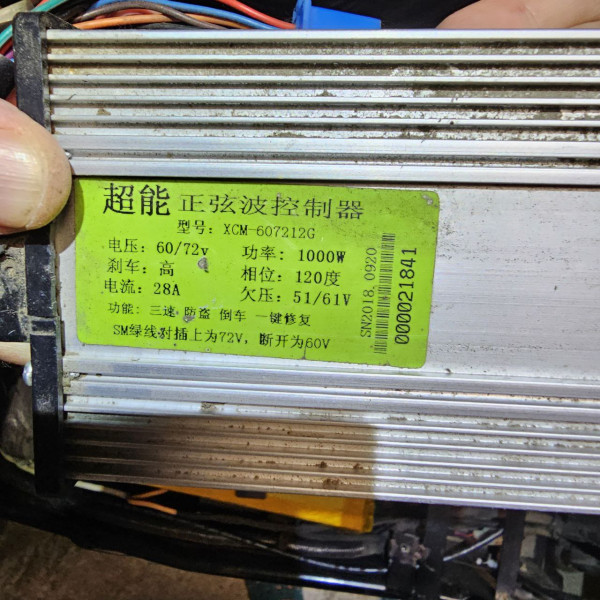 超能 正弦波控制器
型号: XCM-607212G
电压: 60/72v 功率: 1000W
刹车: 高 相位: 120度
电流: 28A 欠压: 51/61V
功能: 三速 防盗 倒车 一键修复
SM绿线对插上为72V, 断开为60V
SN2018.0920
000021841